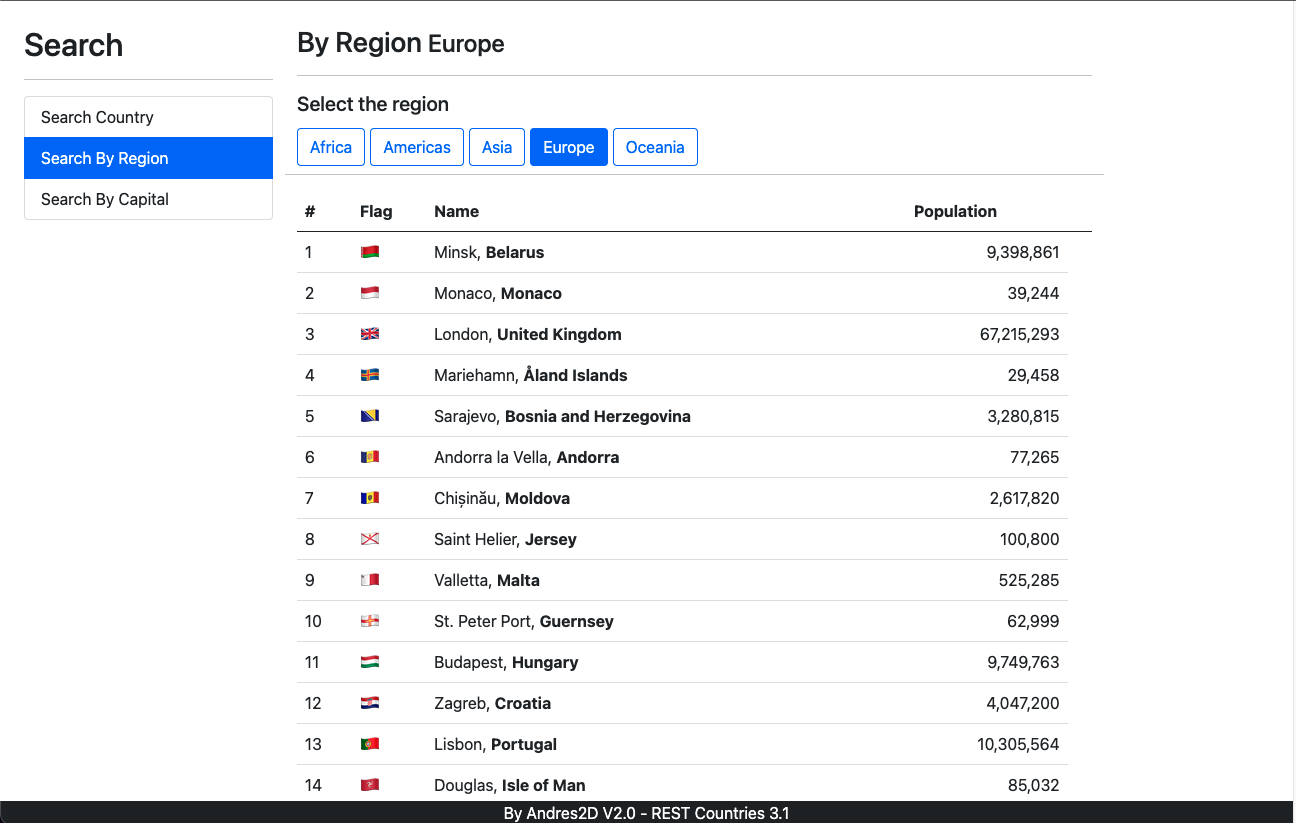 Search
Search Country
Search By Region
Search By Capital
By Region Europe
Select the region
Africa Americas Asia Europe Oceania
# Flag Name Population
1 Minsk, Belarus 9,398,861
2 Monaco, Monaco 39,244
3 London, United Kingdom 67,215,293
4 Mariehamn, Åland Islands 29,458
5 Sarajevo, Bosnia and Herzegovina 3,280,815
6 Andorra la Vella, Andorra 77,265
7 Chișinău, Moldova 2,617,820
8 Saint Helier, Jersey 100,800
9 Valletta, Malta 525,285
10 St. Peter Port, Guernsey 62,999
11 Budapest, Hungary 9,749,763
12 Zagreb, Croatia 4,047,200
13 Lisbon, Portugal 10,305,564
14 Douglas, Isle of Man 85,032
By Andres2D V2.0 - REST Countries 3.1